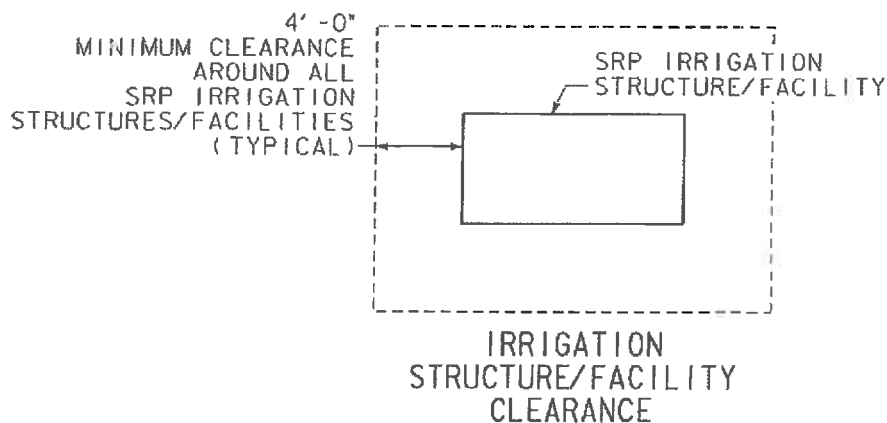 4'-0"
MINIMUM CLEARANCE
AROUND ALL
SRP IRRIGATION
STRUCTURES/FACILITIES
(TYPICAL)
SRP IRRIGATION
STRUCTURE/FACILITY
IRRIGATION
STRUCTURE/FACILITY
CLEARANCE